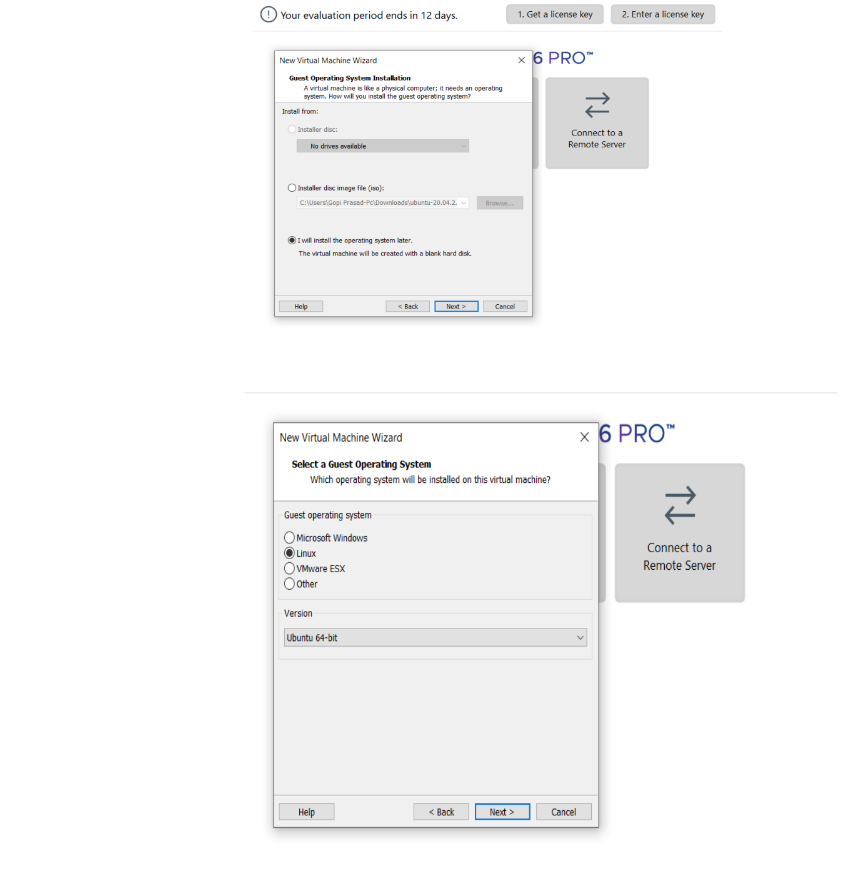 Your evaluation period ends in 12 days.
1. Get a license key
2. Enter a license key
6 PRO™
New Virtual Machine Wizard
Guest Operating System Installation
A virtual machine is like a physical computer; it needs an operating
system. How will you install the guest operating system?
Install from:
Installer disc:
No drives available
Installer disc image file (iso):
C:\Users\Gopi Prasad-Pc\Downloads\ubuntu-20.04.2.
Browse...
I will install the operating system later.
The virtual machine will be created with a blank hard disk.
Help
< Back
Next >
Cancel
Connect to a
Remote Server
6 PRO™
New Virtual Machine Wizard
Select a Guest Operating System
Which operating system will be installed on this virtual machine?
Guest operating system
Microsoft Windows
Linux
VMware ESX
Other
Version
Ubuntu 64-bit
Help
< Back
Next >
Cancel
Connect to a
Remote Server